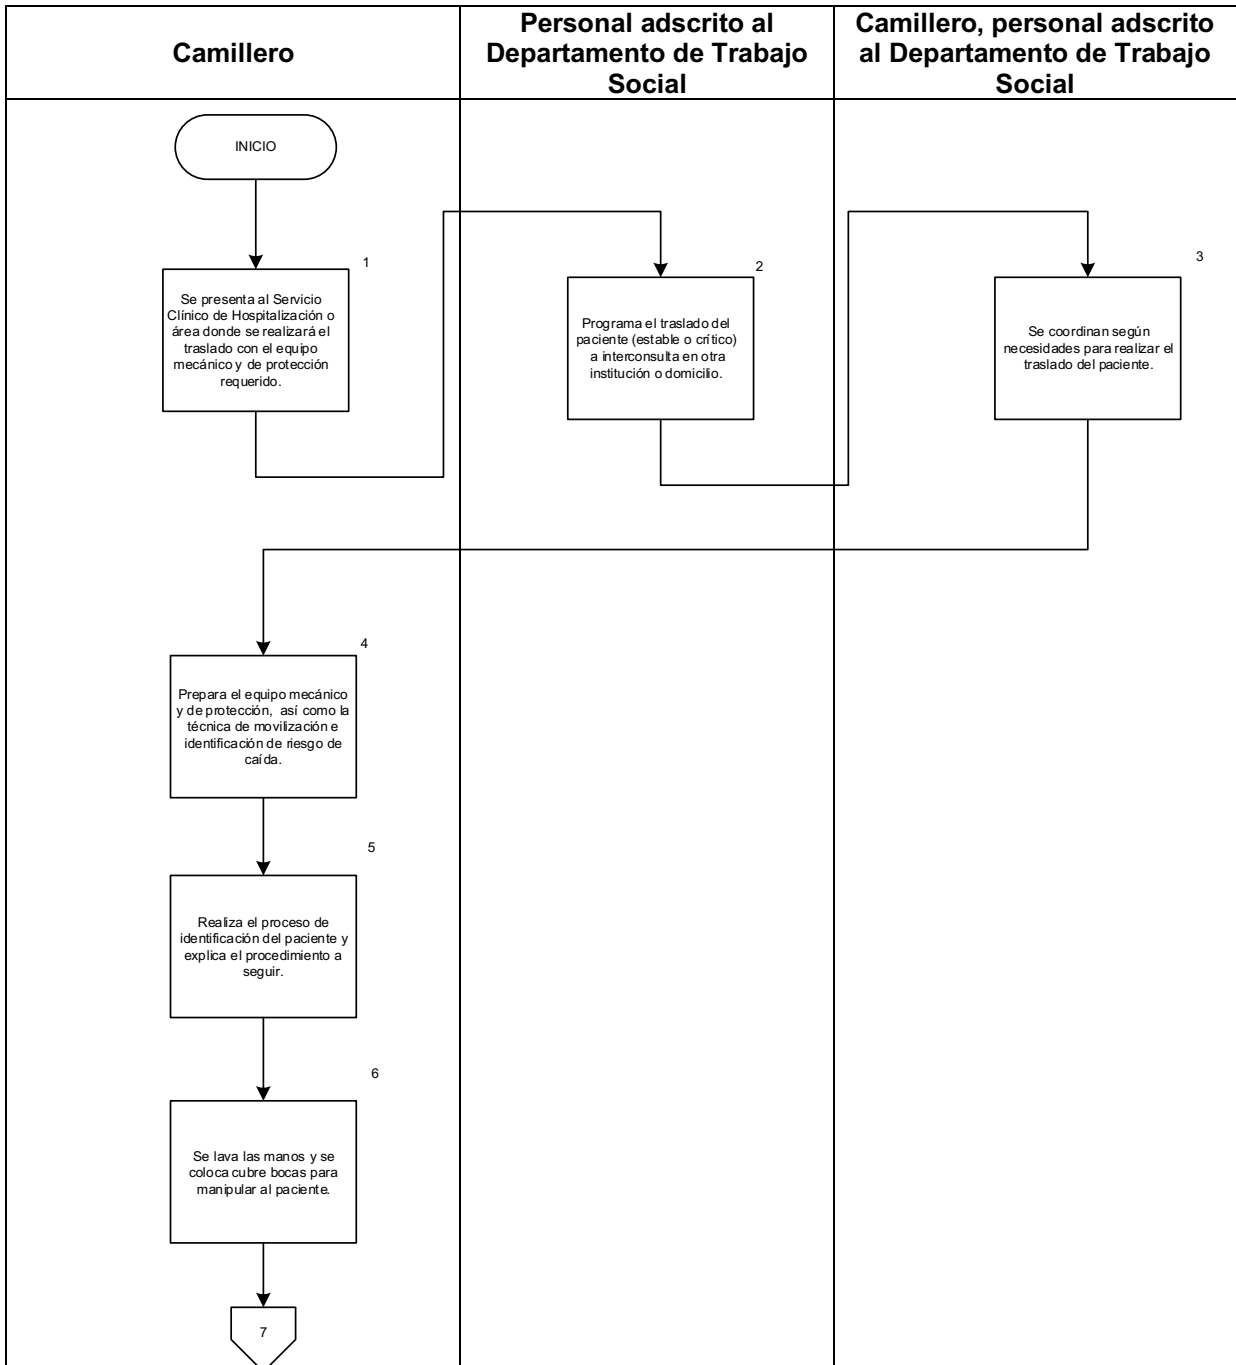 Camillero
Personal adscrito al
Departamento de Trabajo
Social
Camillero, personal adscrito
al Departamento de Trabajo
Social
INICIO
1
Se presenta al Servicio
Clínico de Hospitalización o
área donde se realizará el
traslado con el equipo
mecánico y de protección
requerido.
2
Programa el traslado del
paciente (estable o crítico)
a interconsulta en otra
institución o domicilio.
3
Se coordinan según
necesidades para realizar el
traslado del paciente.
4
Prepara el equipo mecánico
y de protección, así como la
técnica de movilización e
identificación de riesgo de
caída.
5
Realiza el proceso de
identificación del paciente y
explica el procedimiento a
seguir.
6
Se lava las manos y se
coloca cubre bocas para
manipular al paciente.
7